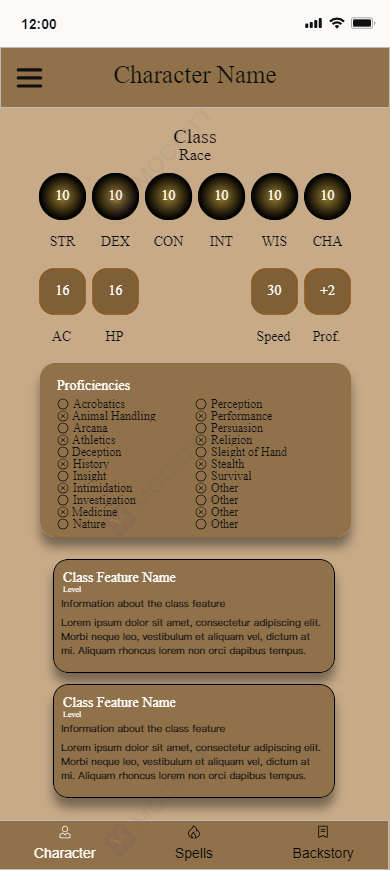 12:00
Character Name
Class
Race
10 10 10 10 10 10
STR DEX CON INT WIS CHA
16 16 30 +2
AC HP Speed Prof.
Proficiencies
Acrobatics
Animal Handling
Arcana
Athletics
Deception
History
Insight
Intimidation
Investigation
Medicine
Nature
Perception
Performance
Persuasion
Religion
Sleight of Hand
Stealth
Survival
Other
Other
Other
Other
Class Feature Name
Level
Information about the class feature
Lorem ipsum dolor sit amet, consectetur adipiscing elit.
Morbi neque leo, vestibulum et aliquam vel, dictum at
mi. Aliquam rhoncus lorem non orci dapibus tempus.
Class Feature Name
Level
Information about the class feature
Lorem ipsum dolor sit amet, consectetur adipiscing elit.
Morbi neque leo, vestibulum et aliquam vel, dictum at
mi. Aliquam rhoncus lorem non orci dapibus tempus.
Character Spells Backstory